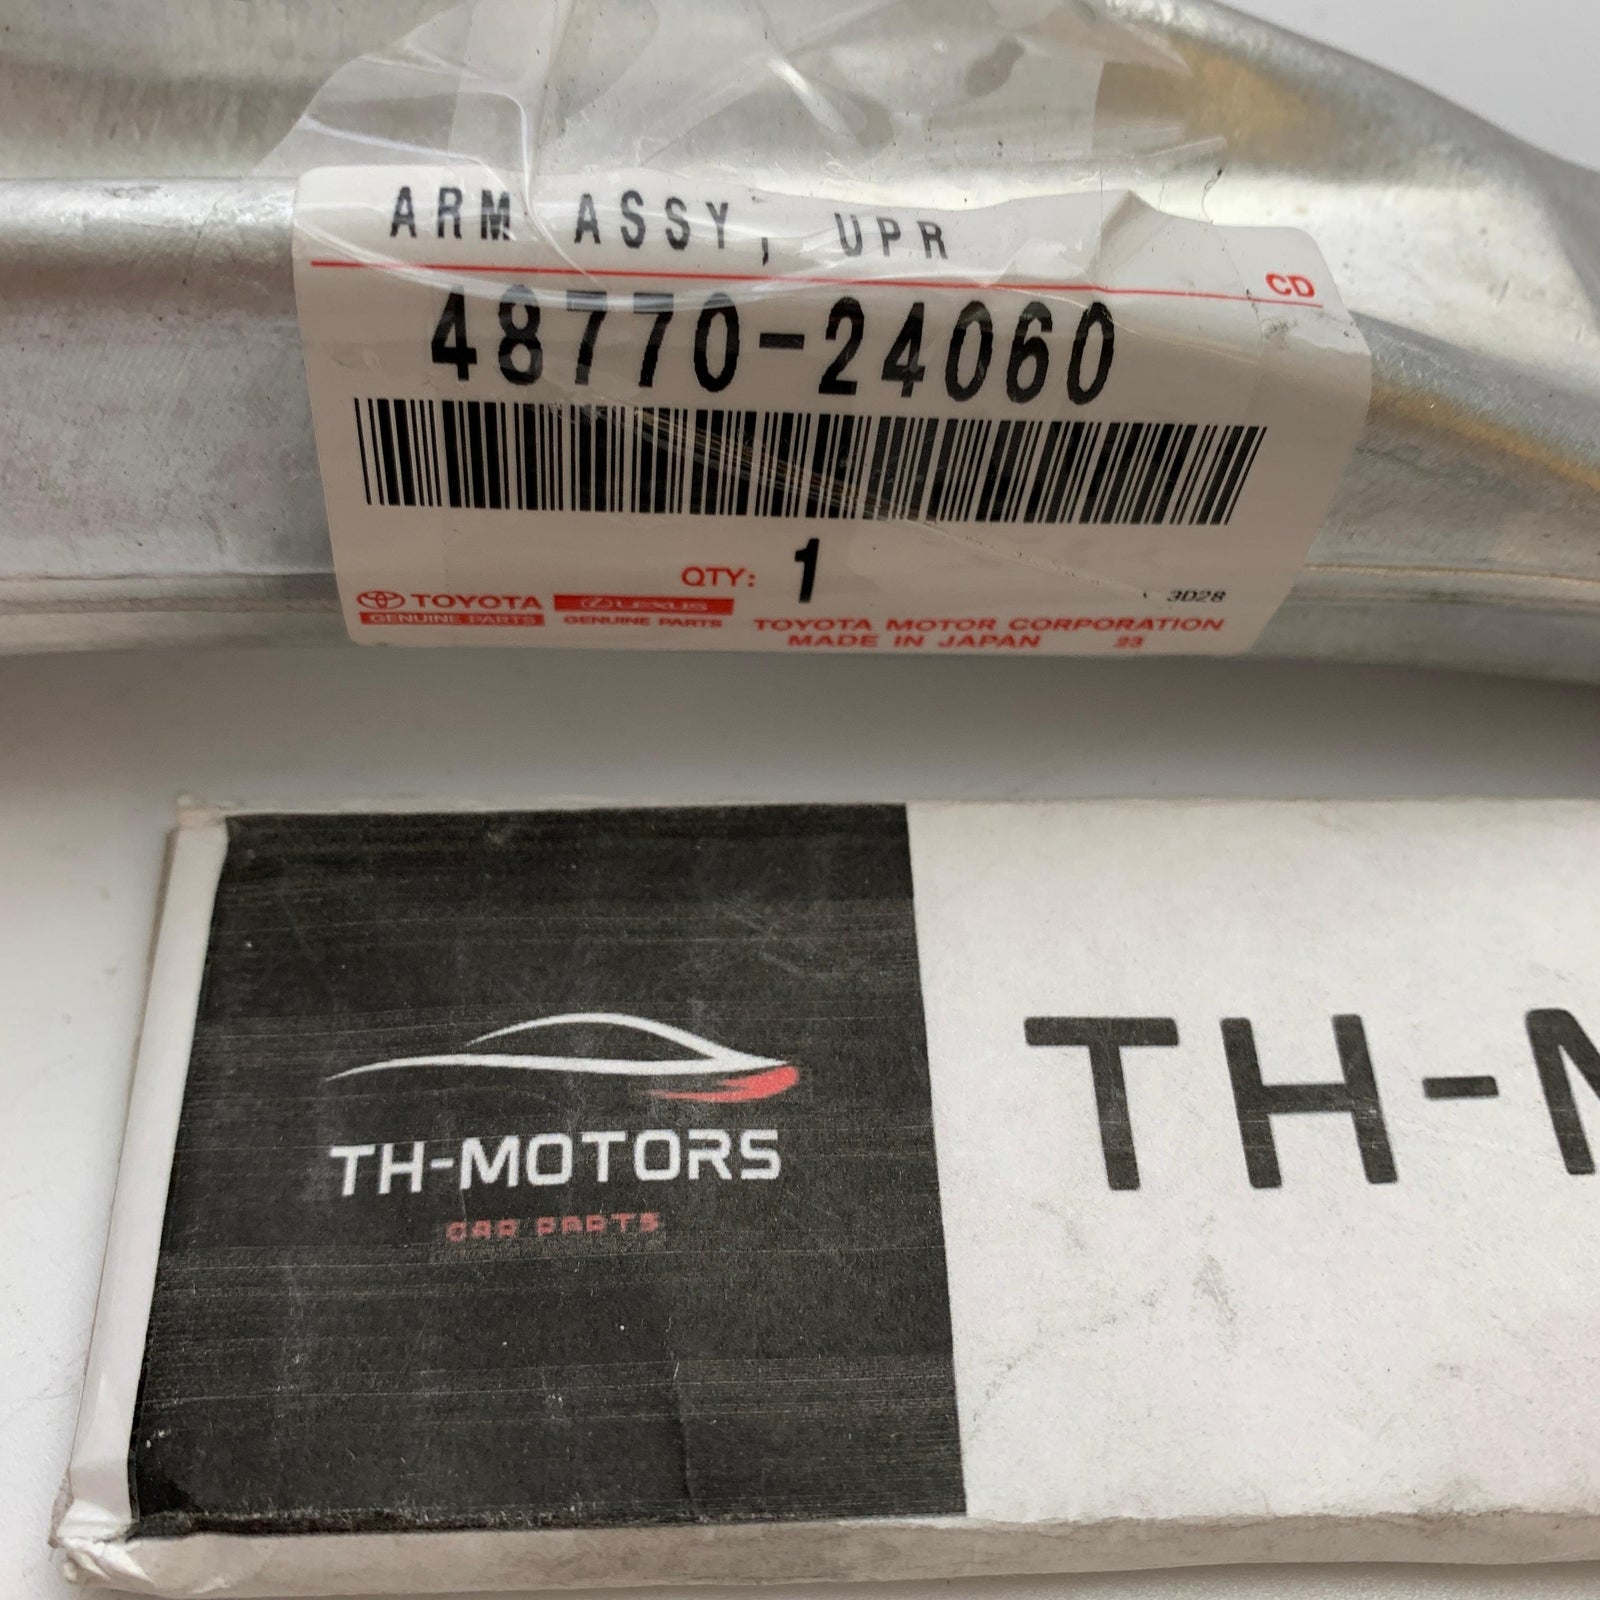 ARM ASSY, UPR
CD
48770-24060
QTY: 1
3D28
TOYOTA
GENUINE PARTS
LEXUS
GENUINE PARTS
TOYOTA MOTOR CORPORATION
MADE IN JAPAN 23
TH-MOTORS
CAR PARTS
TH-M